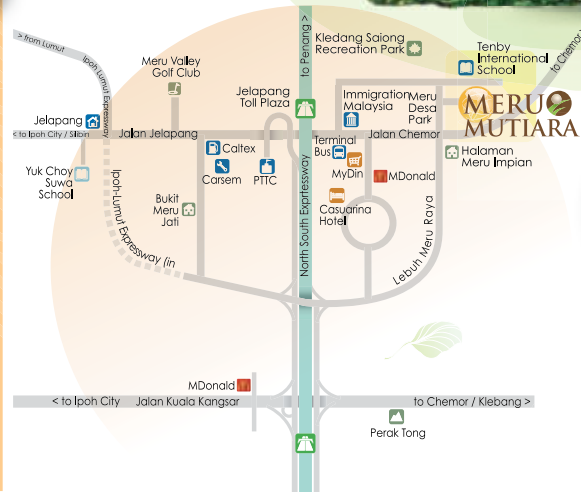 to Penang >
Kledang Saiong
Recreation Park
Tenby
International
School
to Chemor
> from Lumut
Ipoh Lumut Expressway
Meru Valley
Golf Club
Jelapang
Toll Plaza
Immigration
Malaysia
Meru
Desa
Park
MERU
MUTIARA
Jelapang
< to Ipoh City / Silibin
Jalan Jelapang
Jalan Chemor
Caltex
Carsem
PTTC
Terminal
Bus
MyDin
MDonald
Halaman
Meru Impian
Yuk Choy
Suwa
School
Bukit
Meru
Jati
Casuarina
Hotel
Ipoh-Lumut Expressway (in
North South Exprtessway
Lebuh Meru Raya
MDonald
< to Ipoh City
Jalan Kuala Kangsar
to Chemor / Klebang >
Perak Tong